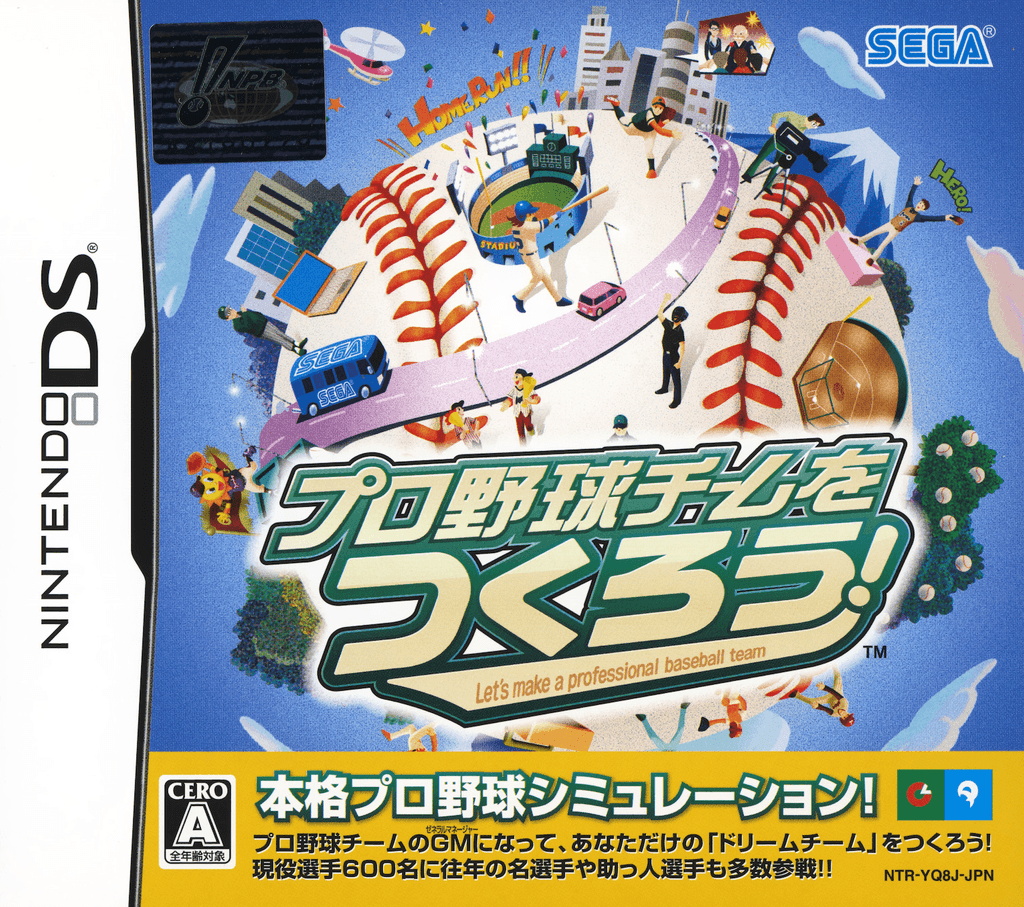 NINTENDO DS®
NPB
HOME RUN!!
SEGA®
HERO!
STADIUM
SEGA
SEGA
プロ野球チームを
つくろう!
Let's make a professional baseball team
TM
CERO
A
全年齢対象
本格プロ野球シミュレーション!
ゼネラルマネージャー
プロ野球チームのGMになって、あなただけの「ドリームチーム」をつくろう!
現役選手600名に往年の名選手や助っ人選手も多数参戦!!
NTR-YQ8J-JPN